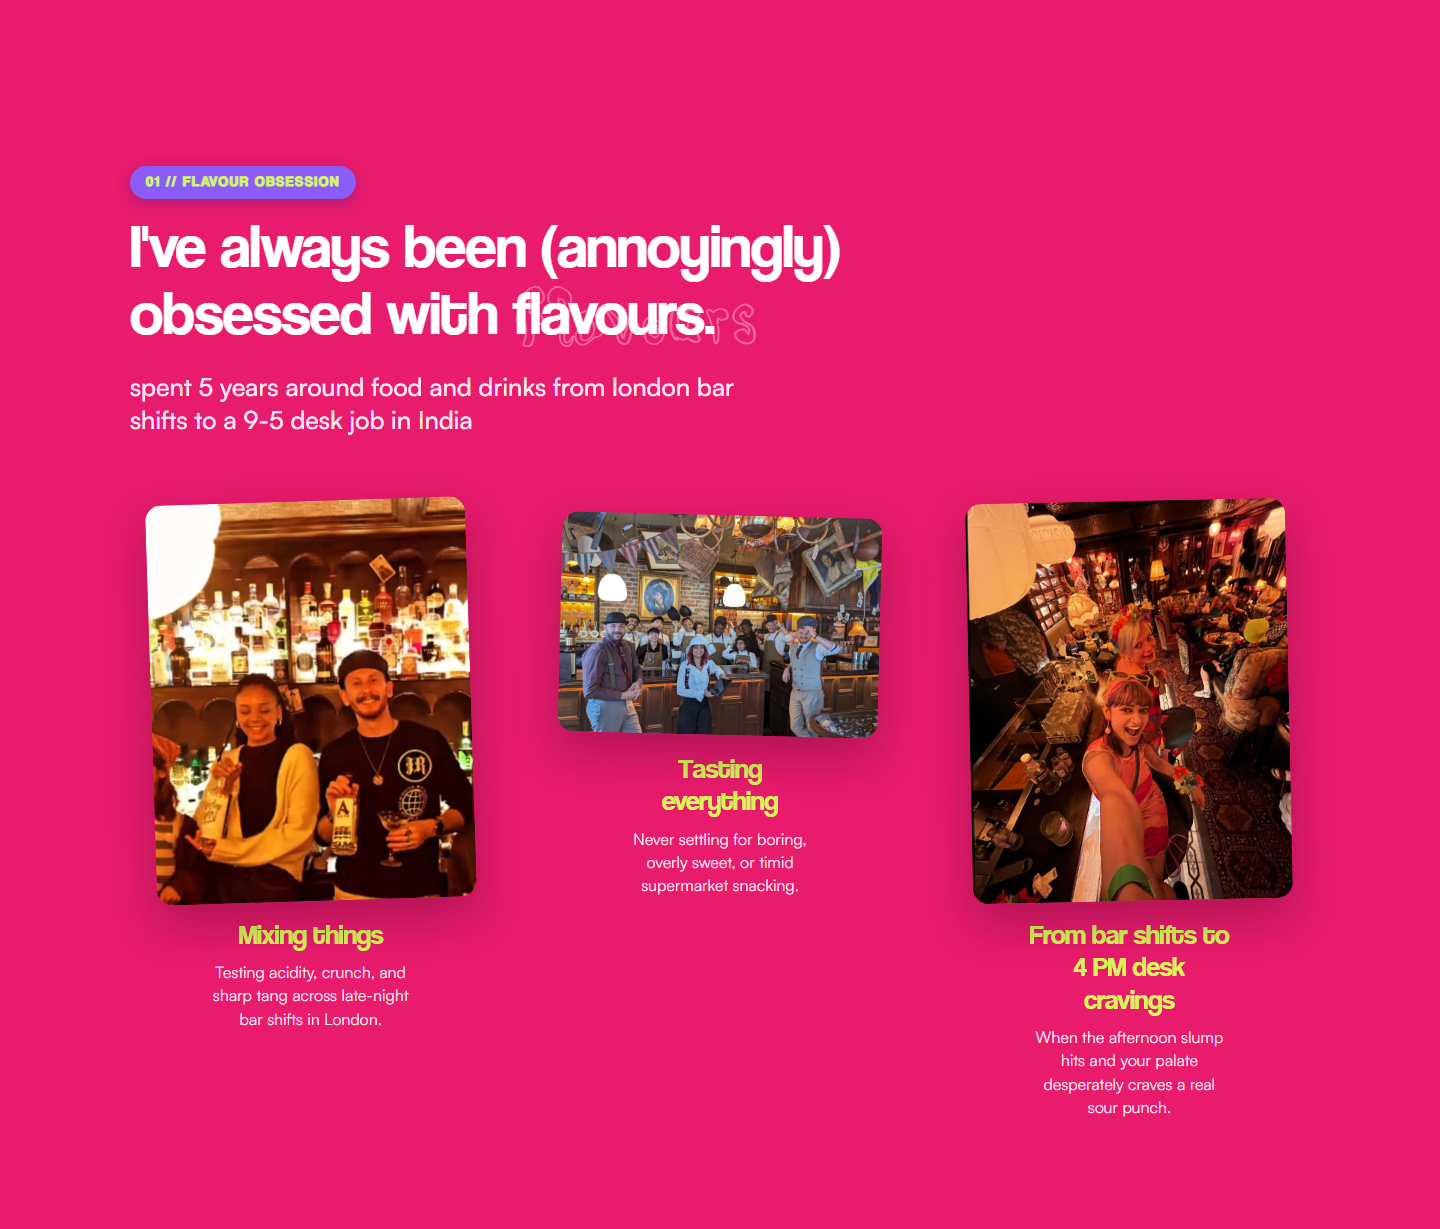 01 // FLAVOUR OBSESSION
I've always been (annoyingly)
obsessed with flavours.
flavours
spent 5 years around food and drinks from london bar
shifts to a 9-5 desk job in India
Mixing things
Testing acidity, crunch, and
sharp tang across late-night
bar shifts in London.
Tasting
everything
Never settling for boring,
overly sweet, or timid
supermarket snacking.
From bar shifts to
4 PM desk
cravings
When the afternoon slump
hits and your palate
desperately craves a real
sour punch.